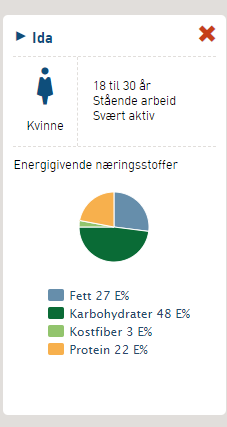 Ida
18 til 30 år
Stående arbeid
Svært aktiv
Kvinne
Energigivende næringsstoffer
Fett 27 E%
Karbohydrater 48 E%
Kostfiber 3 E%
Protein 22 E%